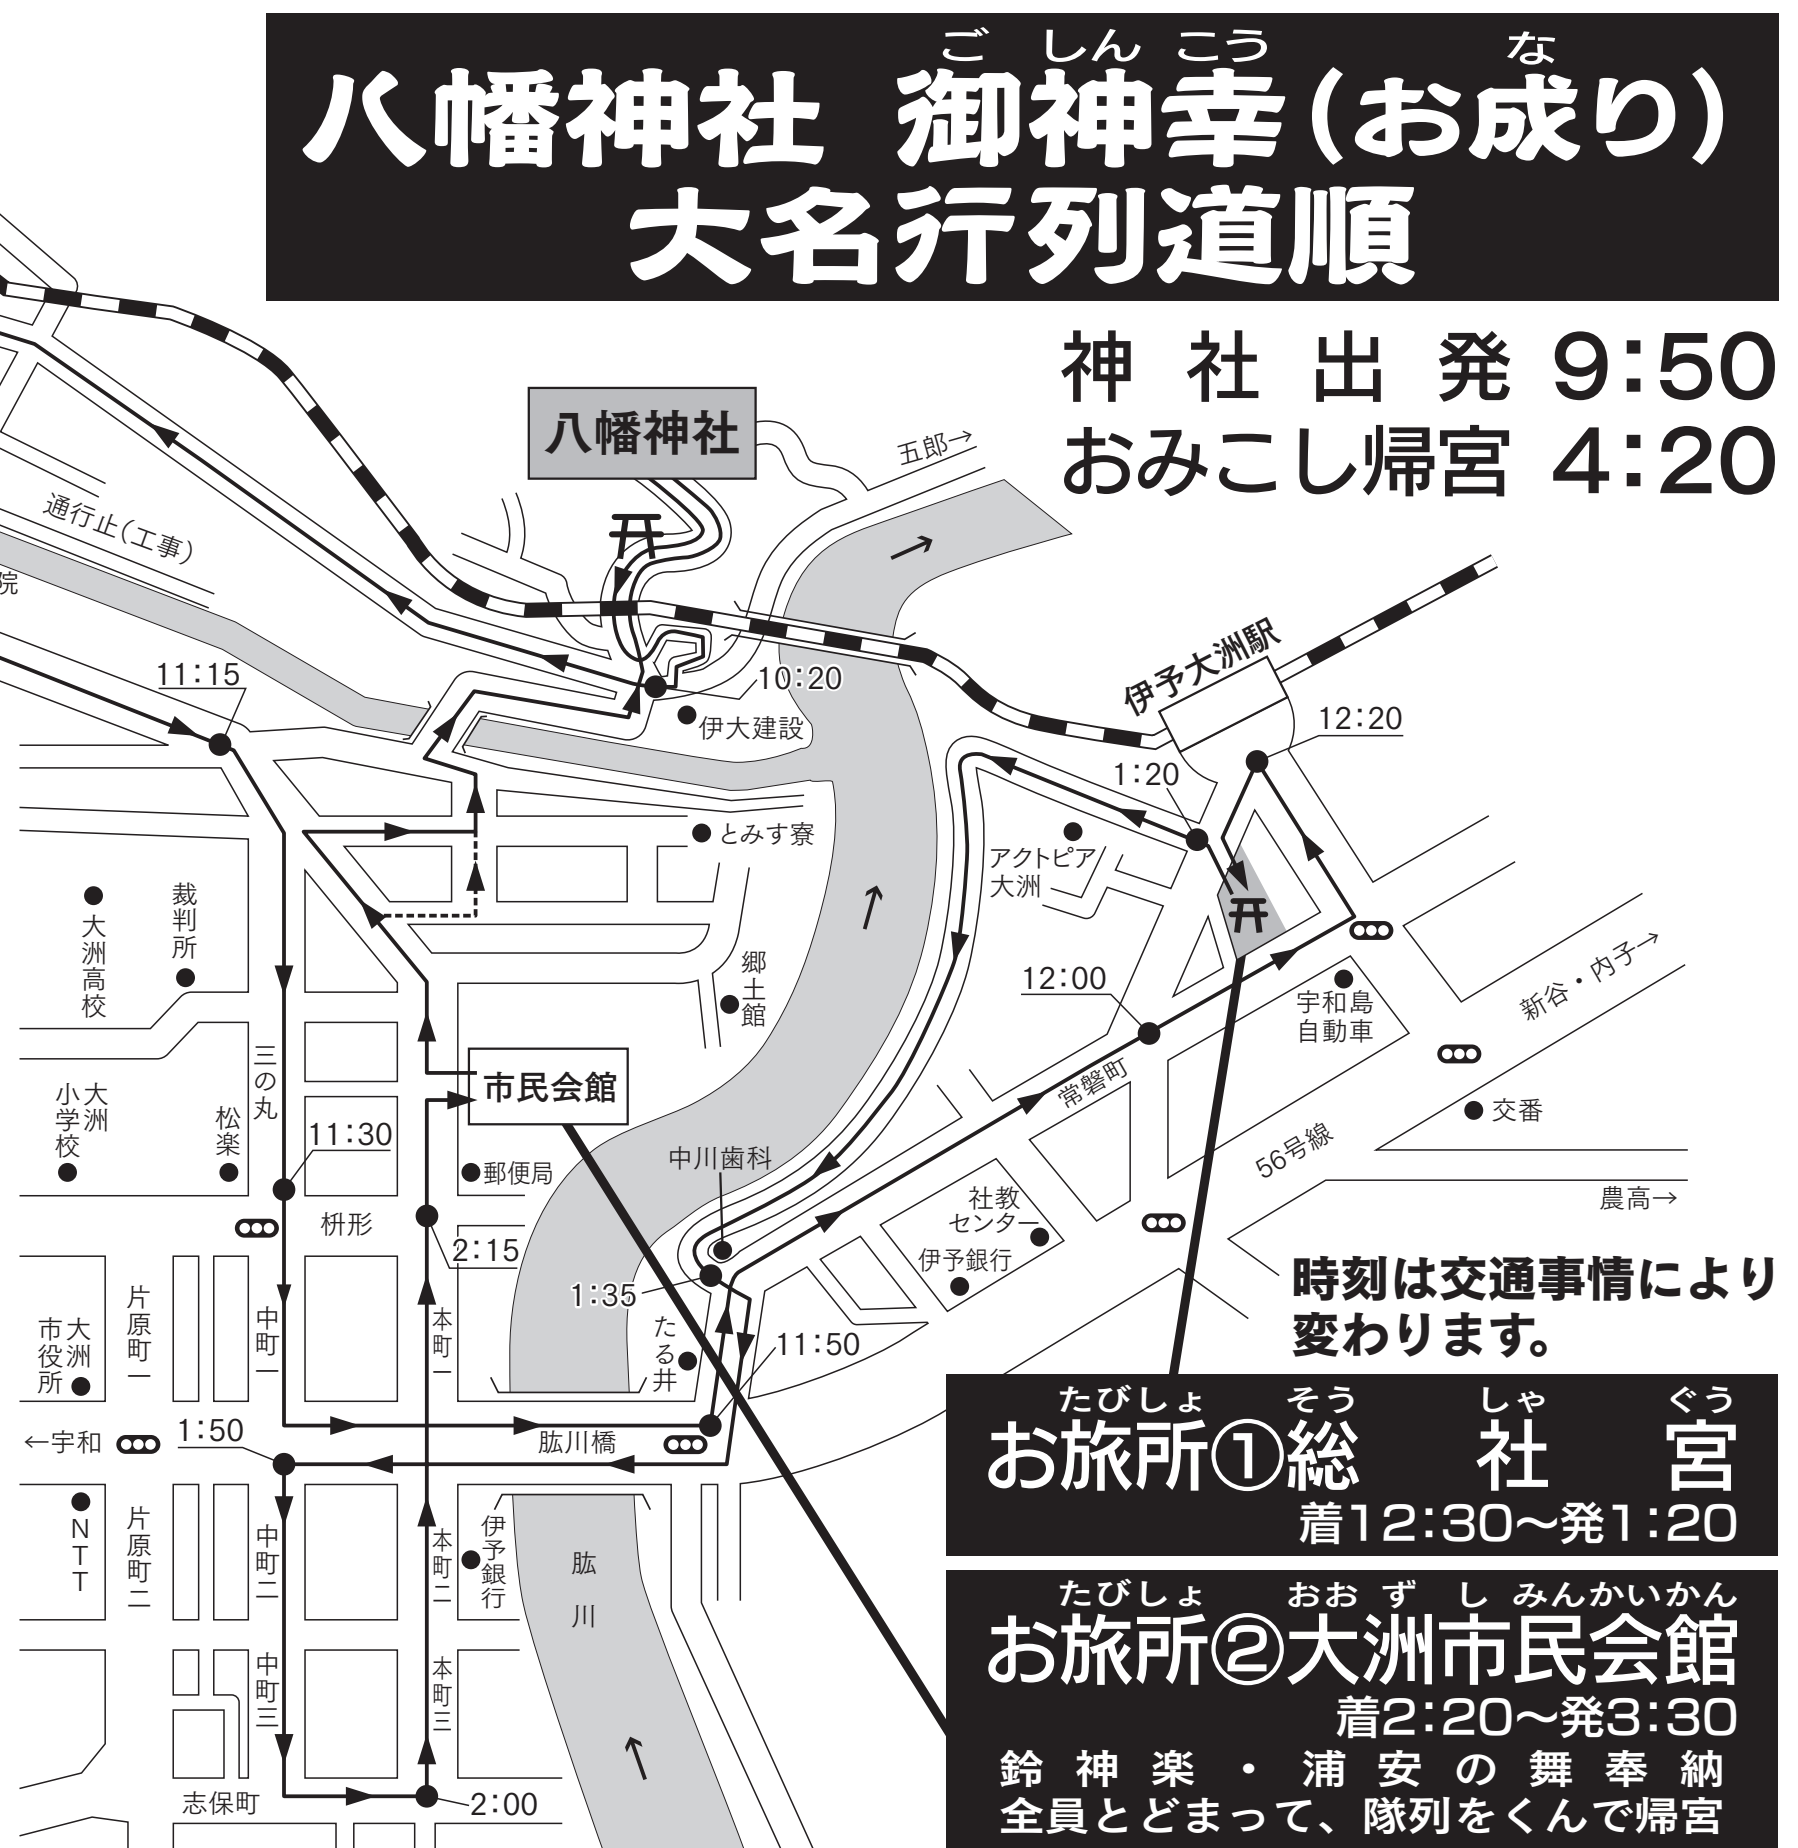 ご しん こう な
八幡神社 御神幸(お成り)
大名行列道順
神社出発 9:50
おみこし帰宮 4:20
八幡神社
五郎→
通行止(工事)
院
伊予大洲駅
11:15
10:20
伊大建設
12:20
1:20
とみす寮
アクトピア
大洲
裁判所
大洲高校
郷土館
12:00
宇和島
自動車
新谷・内子→
三の丸
市民会館
常磐町
大洲
小学校
松楽
11:30
交番
56号線
中川歯科
郵便局
社教
センター
農高→
枡形
2:15
伊予銀行
1:35
片原町一
中町一
本町一
大洲
市役所
たる井
11:50
時刻は交通事情により
変わります。
←宇和
1:50
肱川橋
たびしょ そう しゃ ぐう
お旅所①総社宮
着12:30〜発1:20
NTT
片原町二
中町二
本町二
伊予銀行
肱川
たびしょ おお ず し みんかいかん
お旅所②大洲市民会館
着2:20〜発3:30
鈴神楽・浦安の舞奉納
全員とどまって、隊列をくんで帰宮
中町三
本町三
志保町
2:00